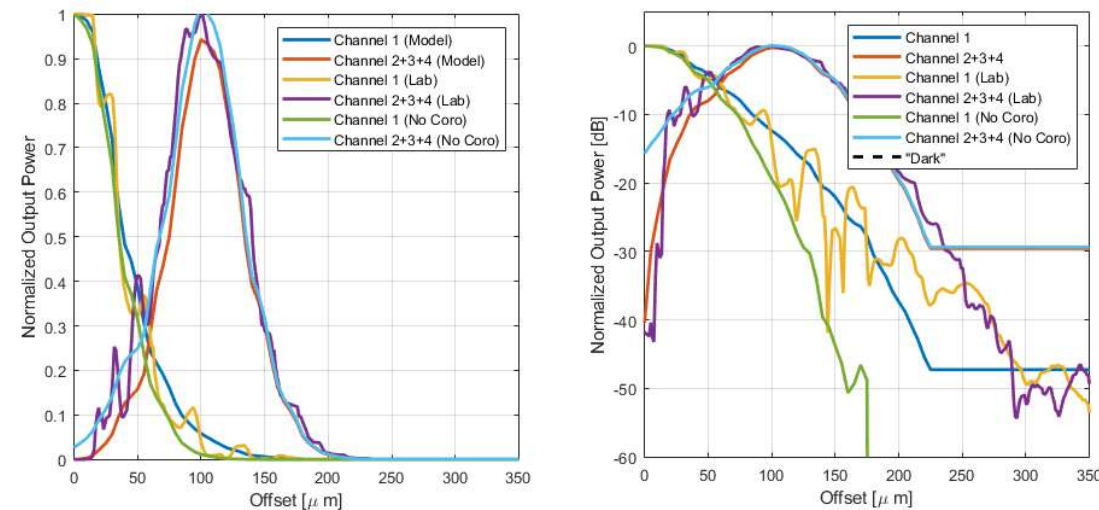 1
0.9
0.8
0.7
0.6
0.5
0.4
0.3
0.2
0.1
0
Normalized Output Power
0 50 100 150 200 250 300 350
Offset [μ m]
Channel 1 (Model)
Channel 2+3+4 (Model)
Channel 1 (Lab)
Channel 2+3+4 (Lab)
Channel 1 (No Coro)
Channel 2+3+4 (No Coro)
0
-10
-20
-30
-40
-50
-60
Normalized Output Power [dB]
0 50 100 150 200 250 300 350
Offset [μ m]
Channel 1
Channel 2+3+4
Channel 1 (Lab)
Channel 2+3+4 (Lab)
Channel 1 (No Coro)
Channel 2+3+4 (No Coro)
"Dark"